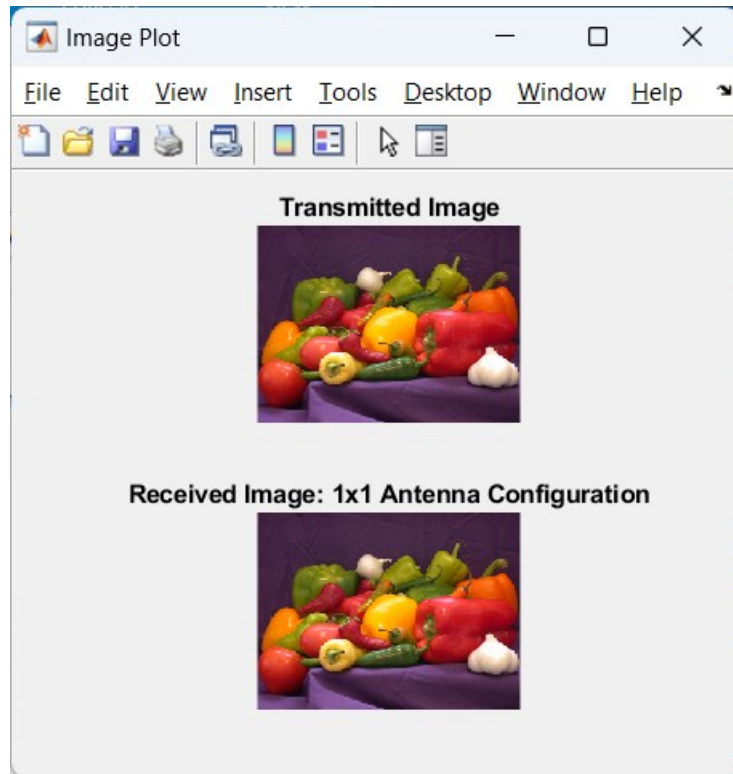 Image Plot
File Edit View Insert Tools Desktop Window Help
Transmitted Image
Received Image: 1x1 Antenna Configuration